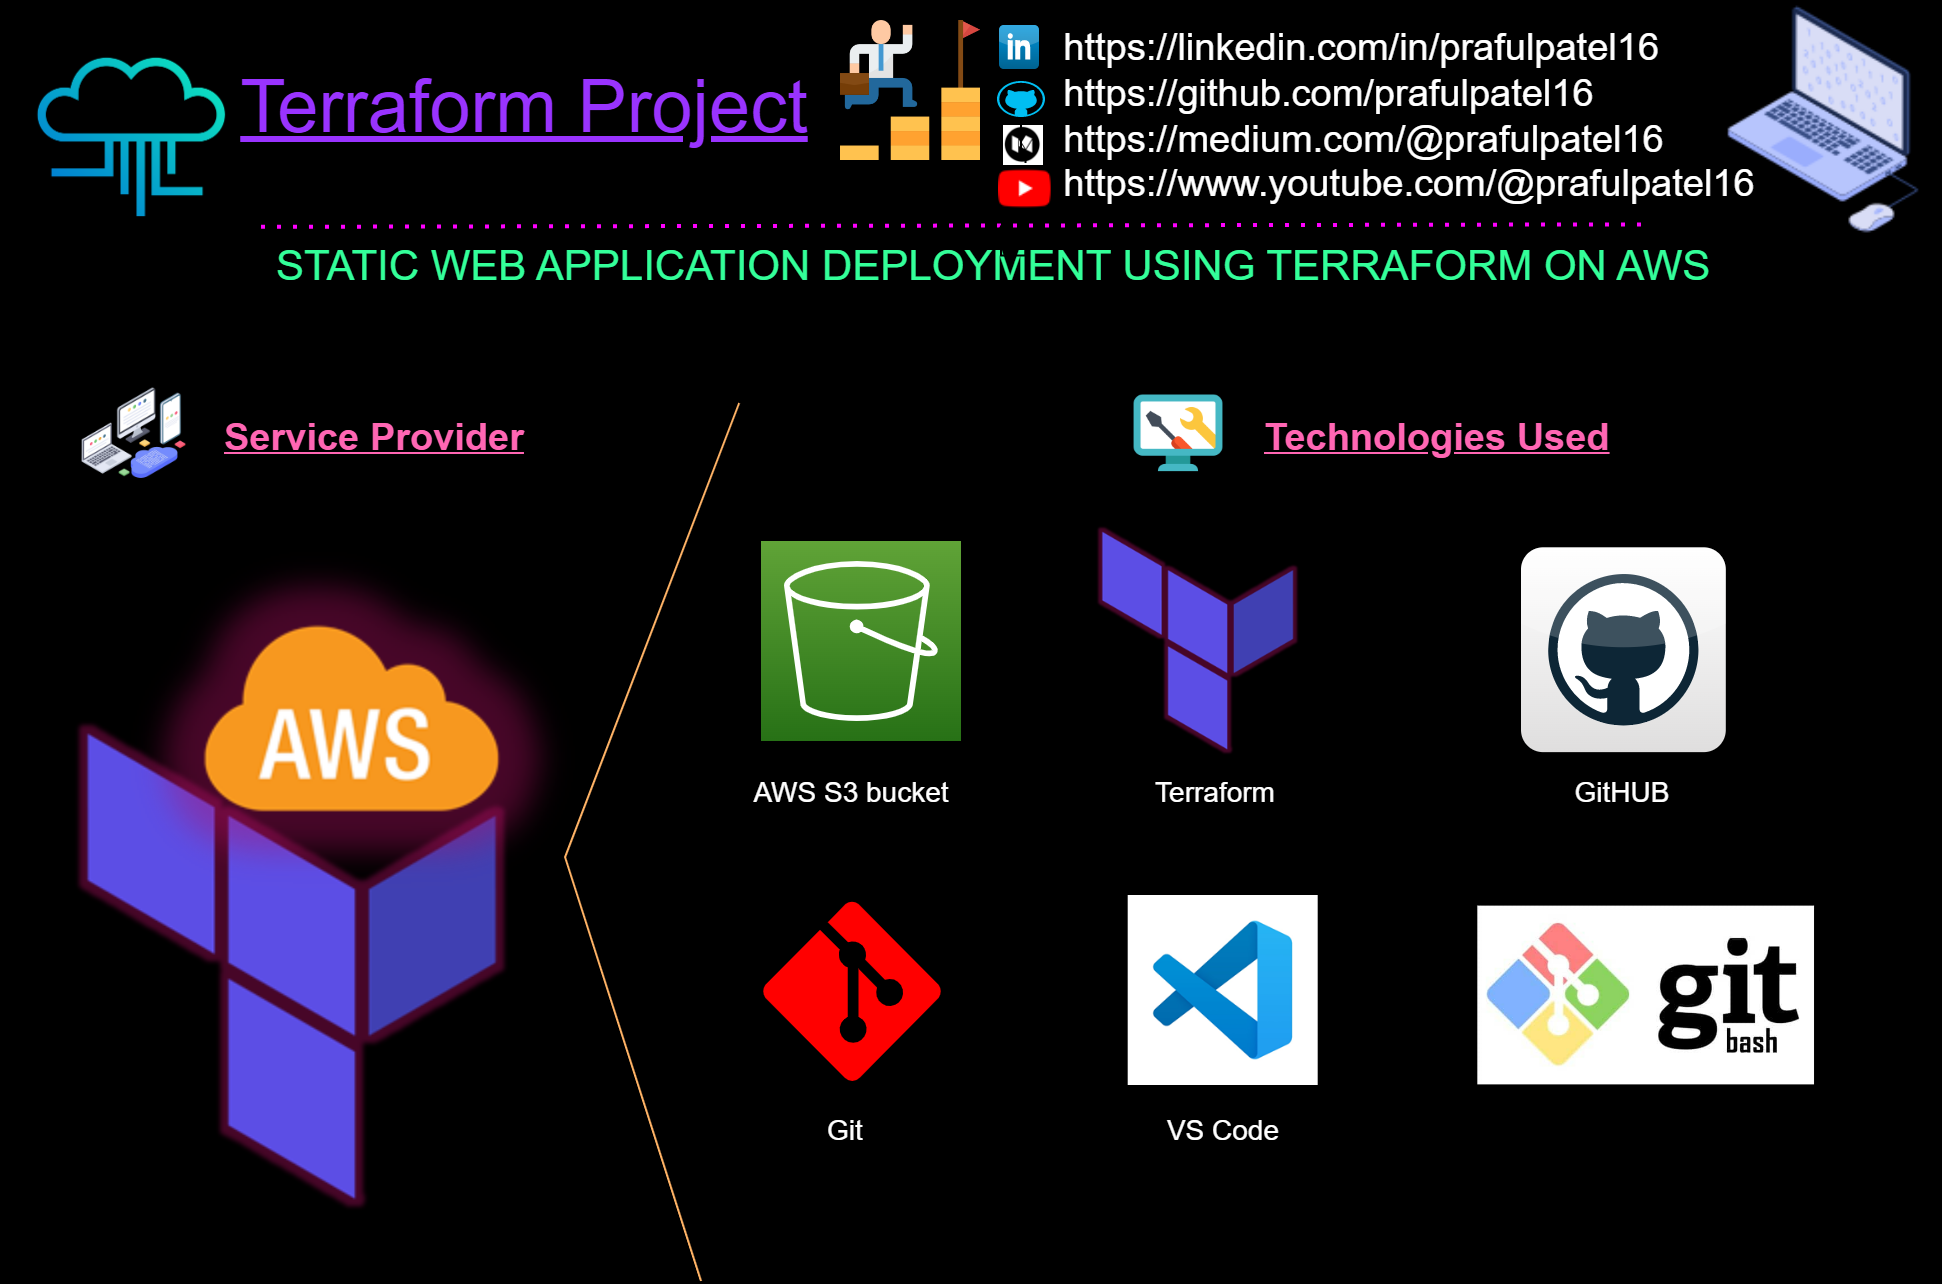 Terraform Project
in
https://linkedin.com/in/prafulpatel16
https://github.com/prafulpatel16
https://medium.com/@prafulpatel16
https://www.youtube.com/@prafulpatel16
STATIC WEB APPLICATION DEPLOYMENT USING TERRAFORM ON AWS
Service Provider
Technologies Used
AWS
AWS S3 bucket
Terraform
GitHUB
git
bash
Git
VS Code